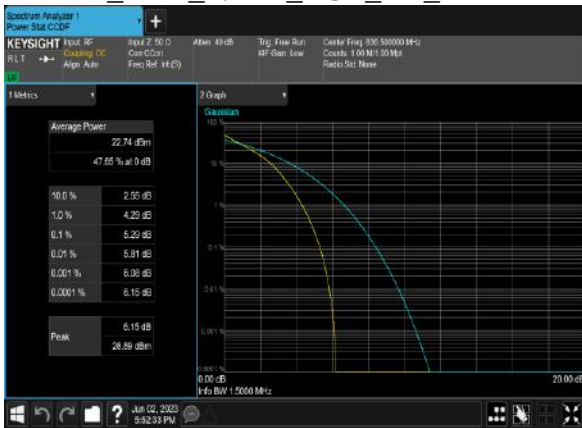 Spectrum Analyzer 1
Power Stat CCDF
+
KEYSIGHT
RLT
Input: RF
Coupling: DC
Align: Auto
Input Z: 50 Ω
Corr CCorr
Freq Ref: Int (S)
Atten: 40 dB
Trig: Free Run
#IF Gain: Low
Center Freq: 836.500000 MHz
Counts: 1.00 M/1.00 Mpt
Radio Std: None
1 Metrics
Average Power
22.74 dBm
47.65 % at 0 dB
10.0 % 2.55 dB
1.0 % 4.29 dB
0.1 % 5.29 dB
0.01 % 5.81 dB
0.001 % 6.08 dB
0.0001 % 6.15 dB
Peak
6.15 dB
28.89 dBm
2 Graph
Gaussian
100 %
10 %
1 %
0.1 %
0.01 %
0.001 %
0.0001 %
0.00 dB
20.00 dB
Info BW 1.5000 MHz
?
Jun 02, 2023
5:52:33 PM